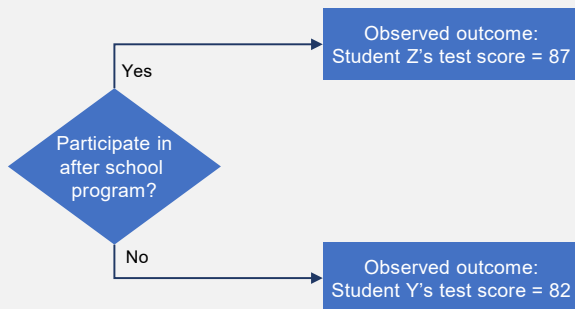 Observed outcome:
Student Z's test score = 87
Yes
Participate in
after school
program?
No
Observed outcome:
Student Y's test score = 82